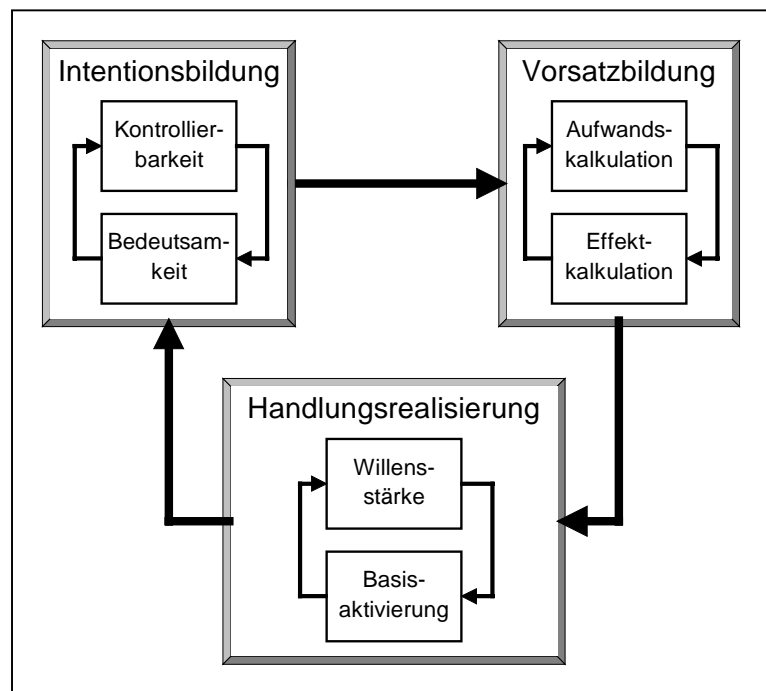 Intentionsbildung
Kontrollier-
barkeit
Bedeutsam-
keit
Vorsatzbildung
Aufwands-
kalkulation
Effekt-
kalkulation
Handlungsrealisierung
Willens-
stärke
Basis-
aktivierung